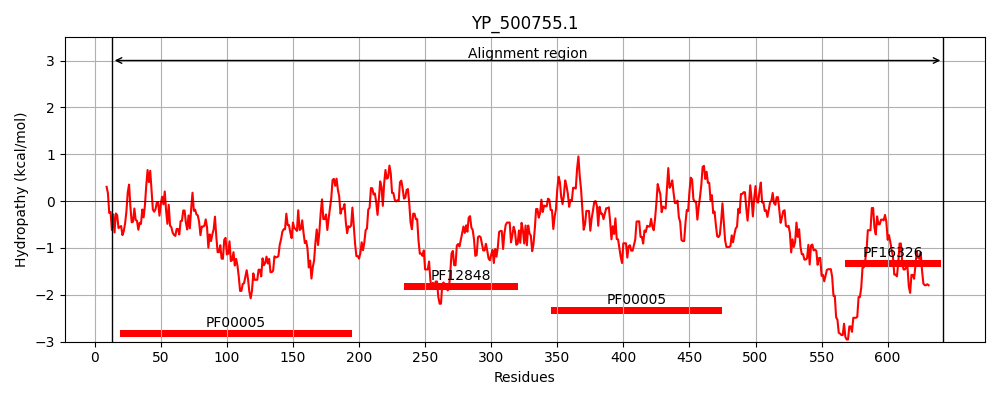 YP_500755.1
Alignment region
Hydropathy (kcal/mol)
3
2
1
0
−1
−2
−3
PF16326
PF12848
PF00005
PF00005
0 50 100 150 200 250 300 350 400 450 500 550 600
Residues